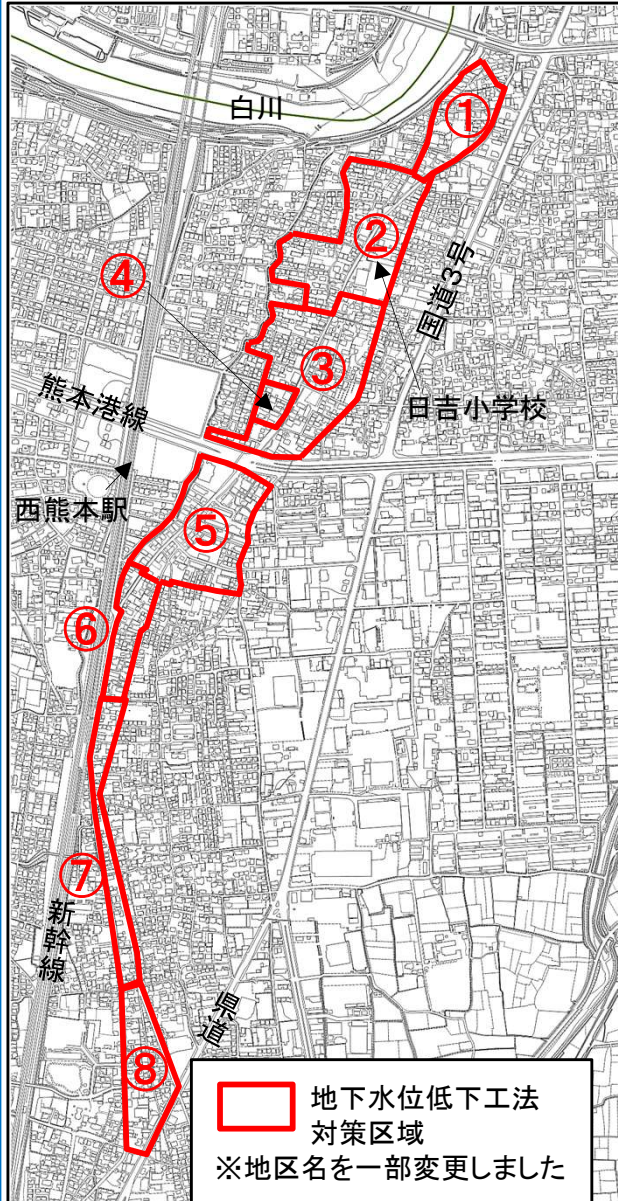 白川
①
②
④
国道3号
③
熊本港線
日吉小学校
西熊本駅
⑤
⑥
⑦
新幹線
県道
⑧
地下水位低下工法
対策区域
※地区名を一部変更しました